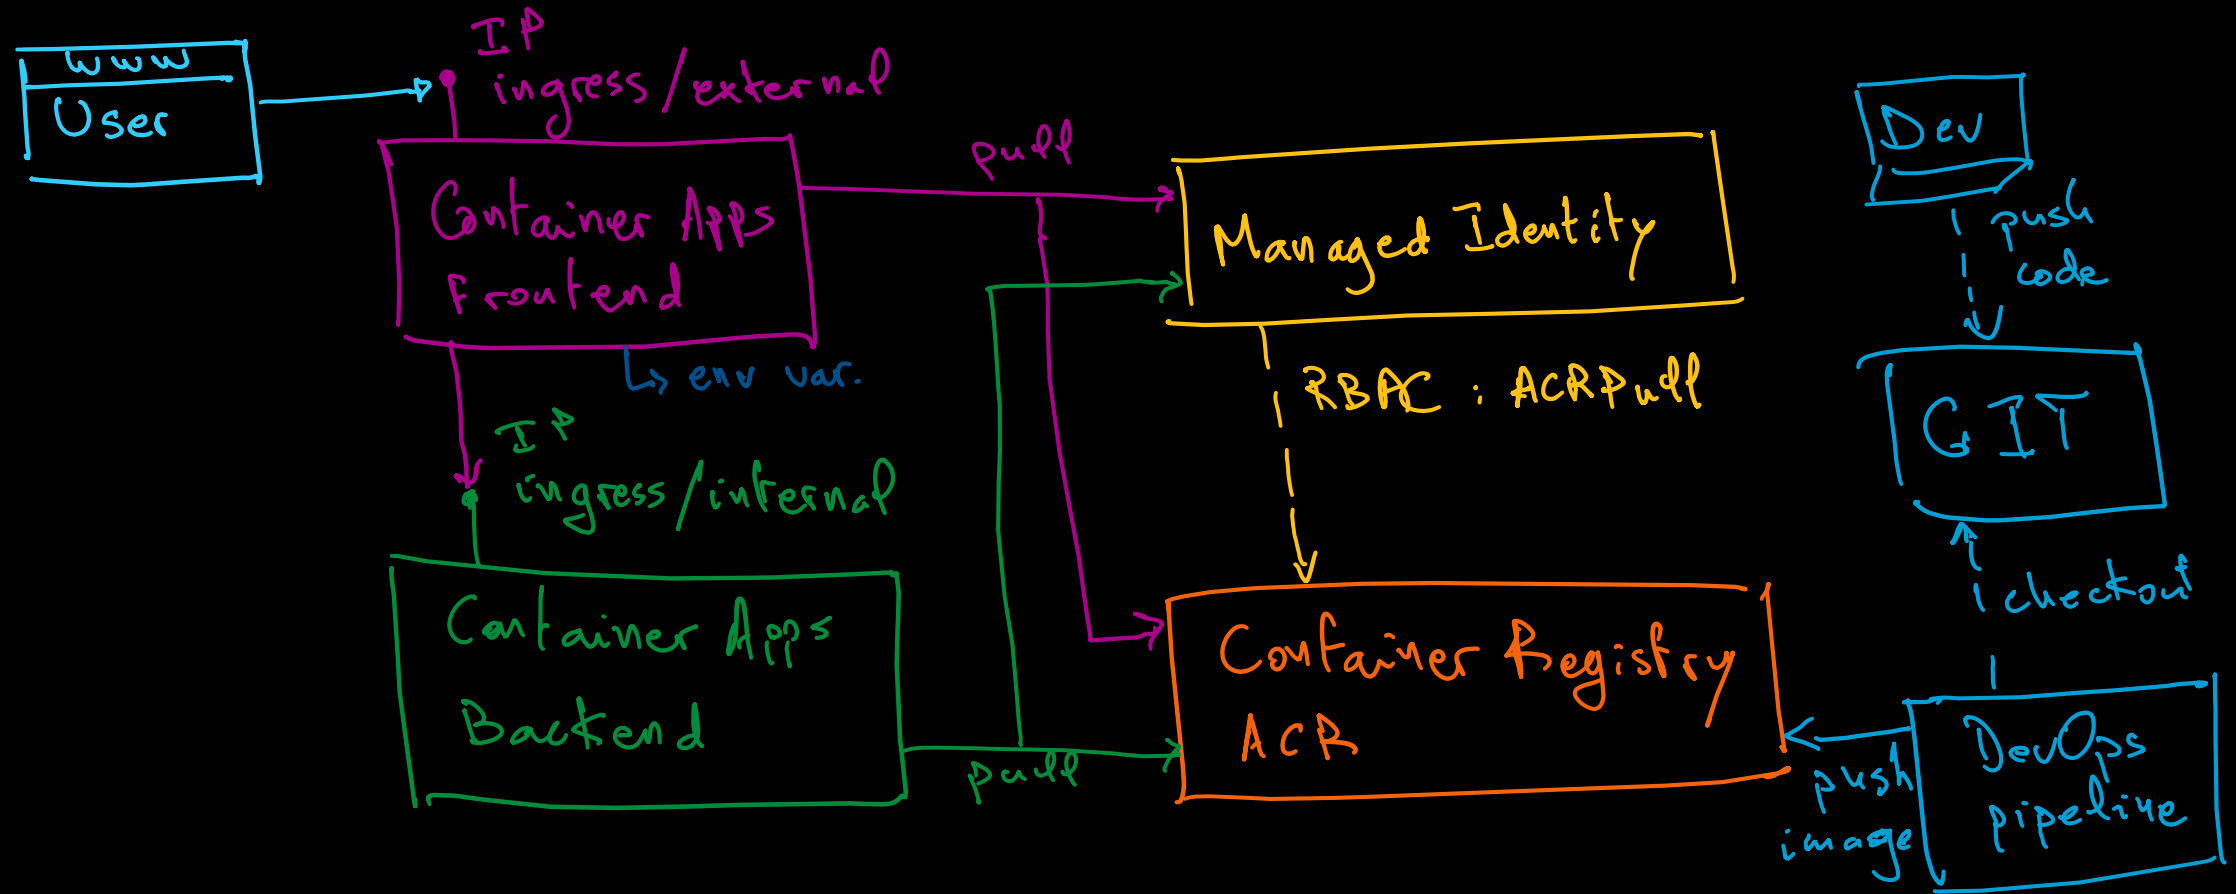 www
User
IP
ingress/external
Container Apps
Frontend
env var.
IP
ingress/internal
Container Apps
Backend
pull
pull
Managed Identity
RBAC : ACRPull
Container Registry
ACR
Dev
push
code
GIT
checkout
DevOps
pipeline
push
image